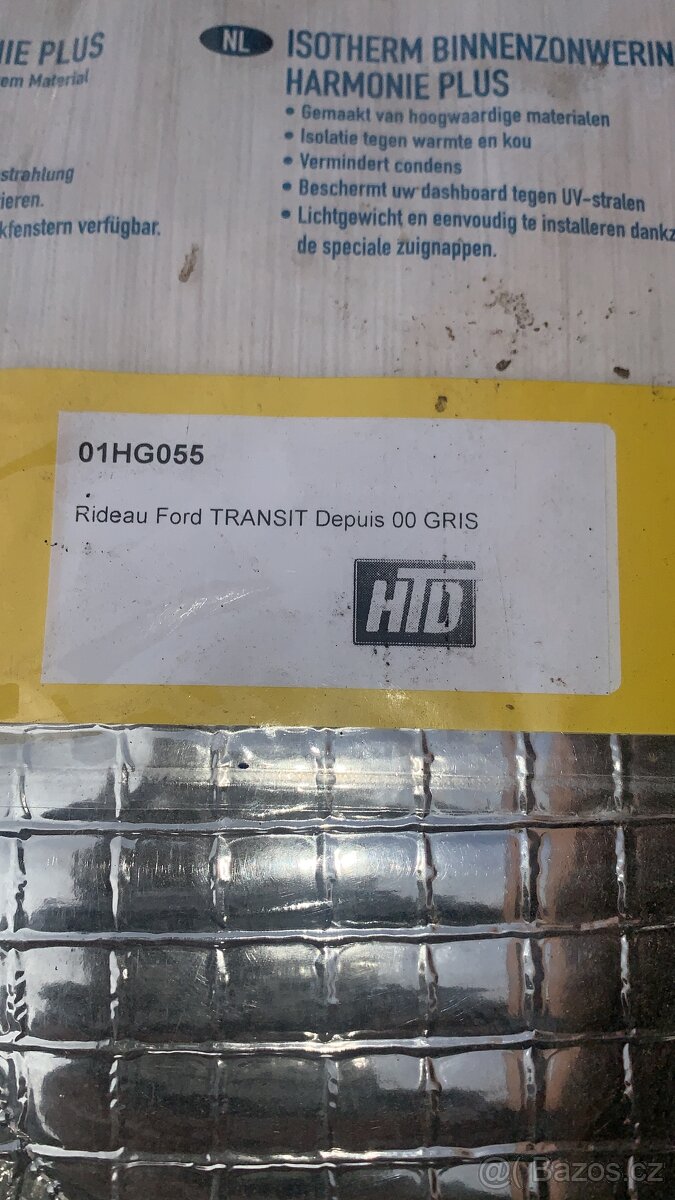 IE PLUS
em Material
strahlung
ieren.
kfenstern verfügbar.
NL
ISOTHERM BINNENZONWERIN
HARMONIE PLUS
• Gemaakt van hoogwaardige materialen
• Isolatie tegen warmte en kou
• Vermindert condens
• Beschermt uw dashboard tegen UV-stralen
• Lichtgewicht en eenvoudig te installeren dankz
de speciale zuignappen.
01HG055
Rideau Ford TRANSIT Depuis 00 GRIS
HTD
@ Bazos.cz